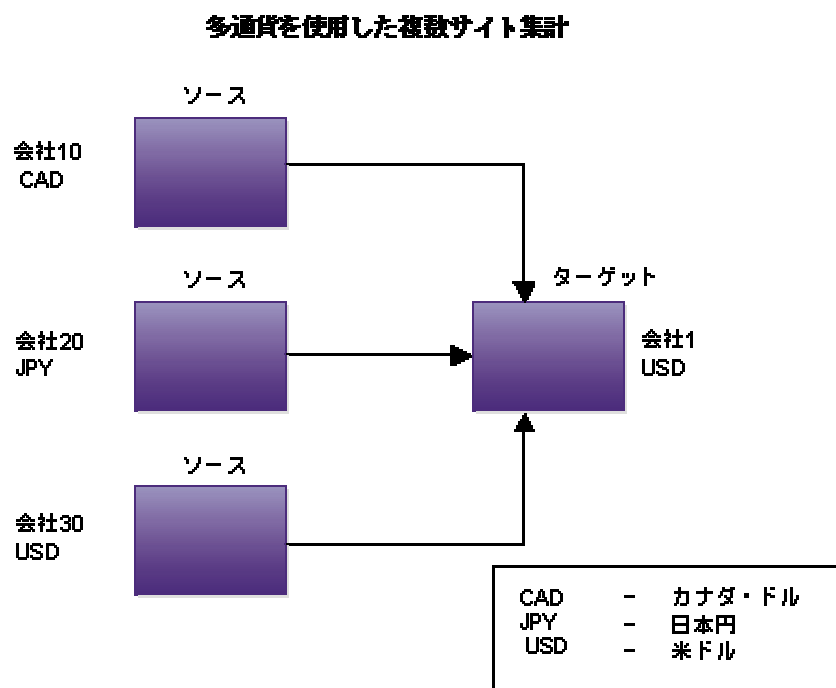 多通貨を使用した複数サイト集計
ソース
会社10
CAD
ソース
ターゲット
会社20
JPY
会社1
USD
ソース
会社30
USD
CAD - カナダ・ドル
JPY - 日本円
USD - 米ドル